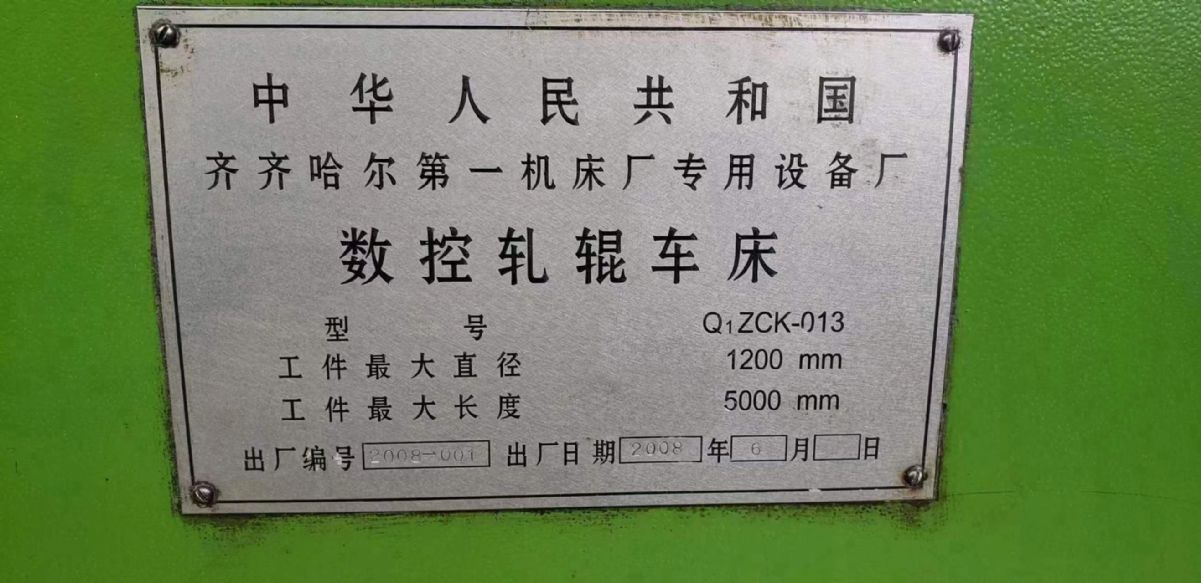 中华人民共和国
齐齐哈尔第一机床厂专用设备厂
数控轧辊车床
型号 Q1ZCK-013
工件最大直径 1200 mm
工件最大长度 5000 mm
出厂编号 2008-001 出厂日期 2008 年 6 月 日